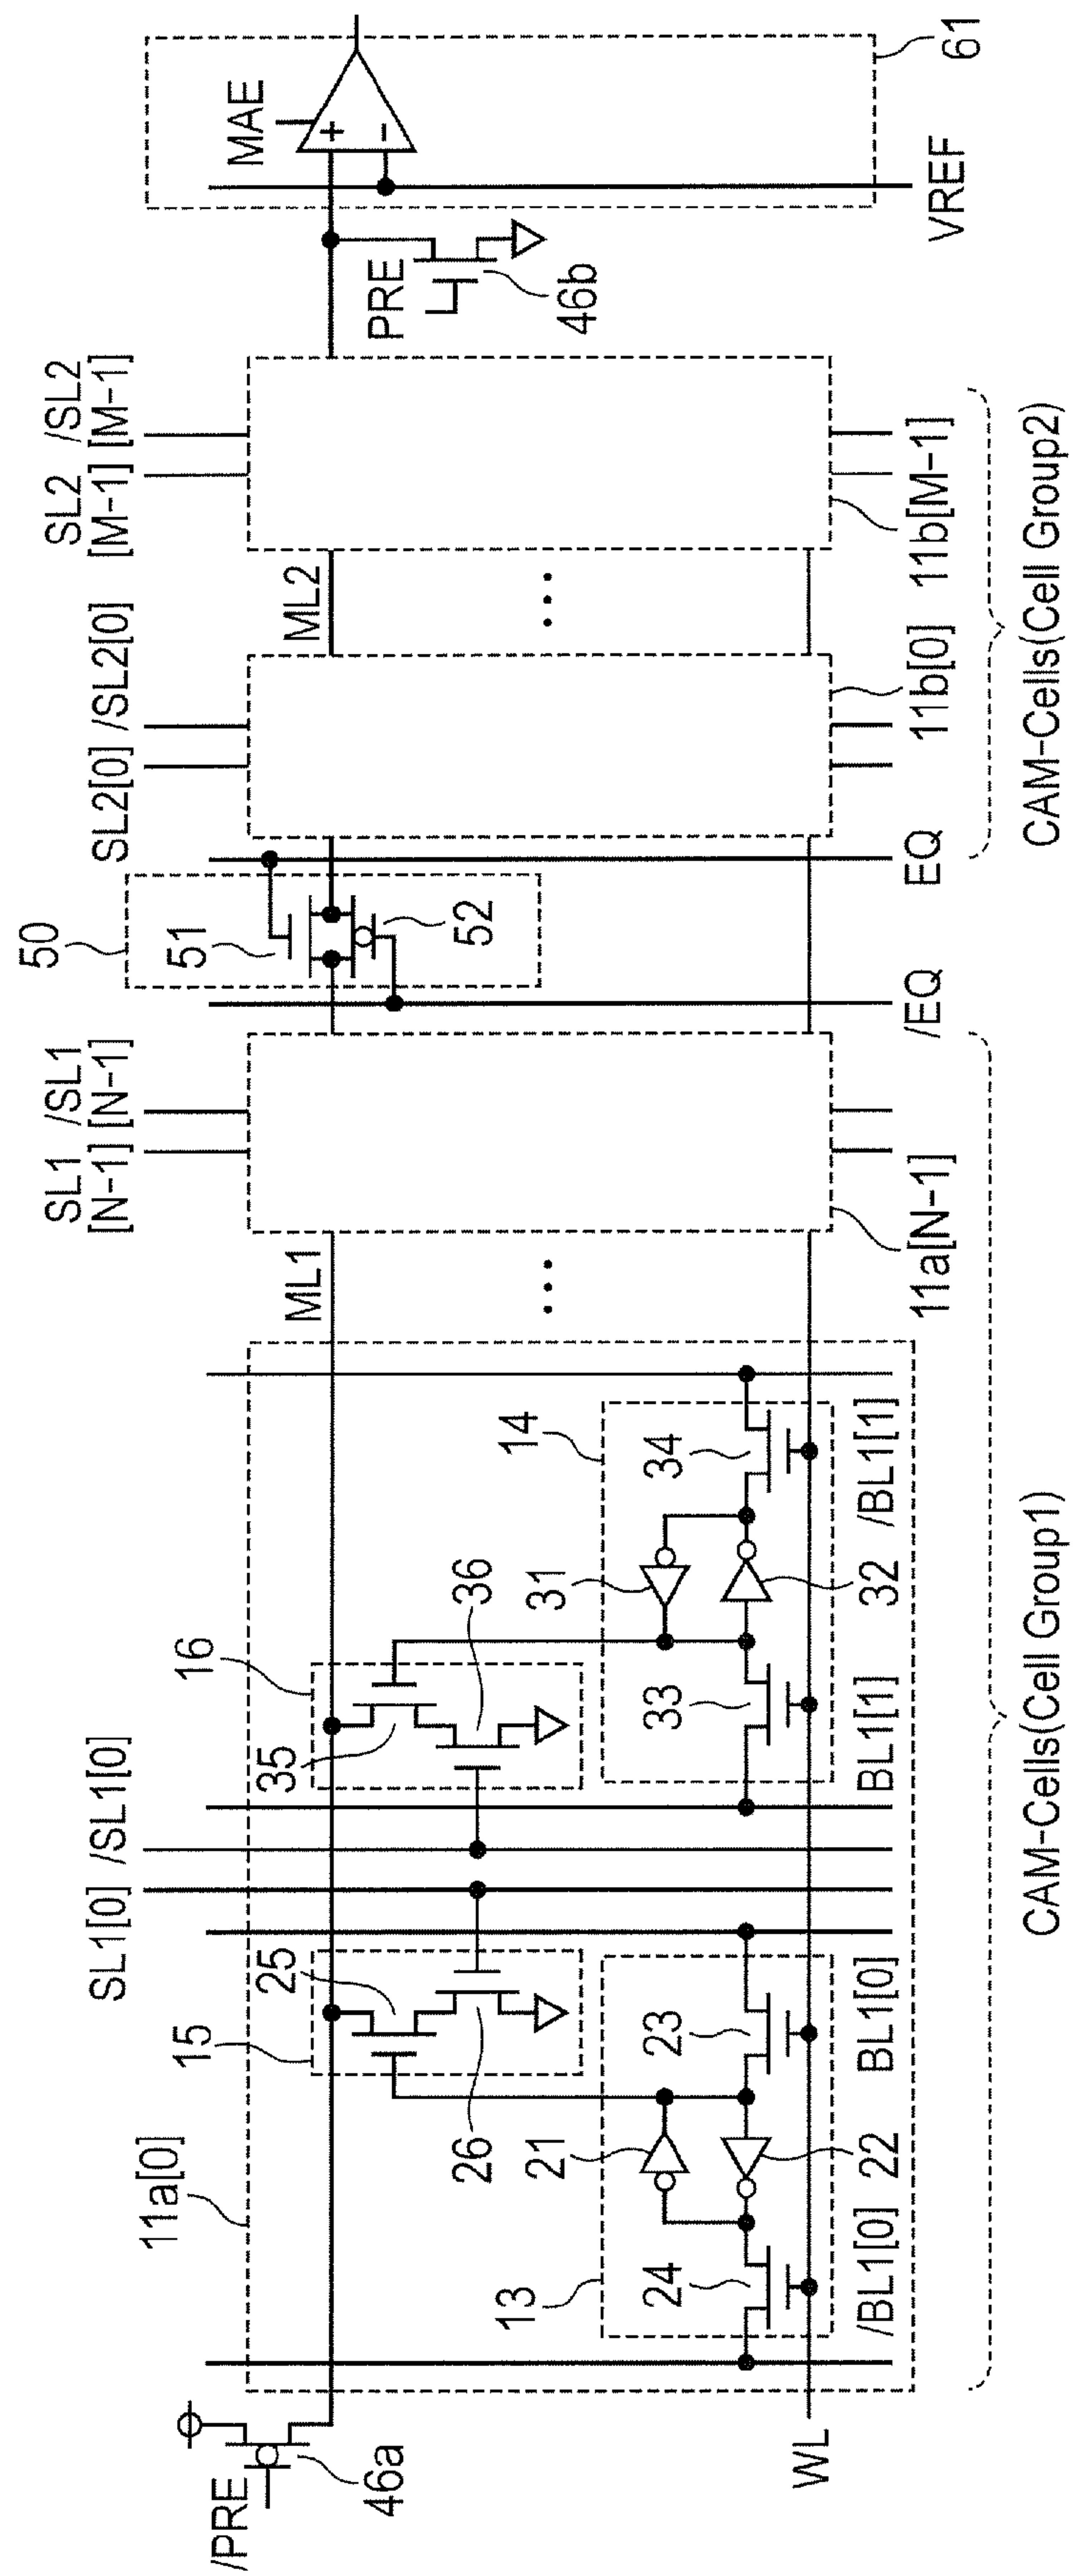 /PRE
46a
11a[0]
15
25
26
SL1[0]
/SL1[0]
16
35
36
ML1
13
21
22
23
24
/BL1[0]
BL1[0]
14
31
32
33
34
BL1[1]
/BL1[1]
WL
...
SL1
[N-1]
/SL1
[N-1]
11a[N-1]
CAM-Cells(Cell Group1)
50
51
52
/EQ
EQ
SL2[0]
/SL2[0]
11b[0]
ML2
...
SL2
[M-1]
/SL2
[M-1]
11b[M-1]
CAM-Cells(Cell Group2)
PRE
46b
MAE
+
-
VREF
61